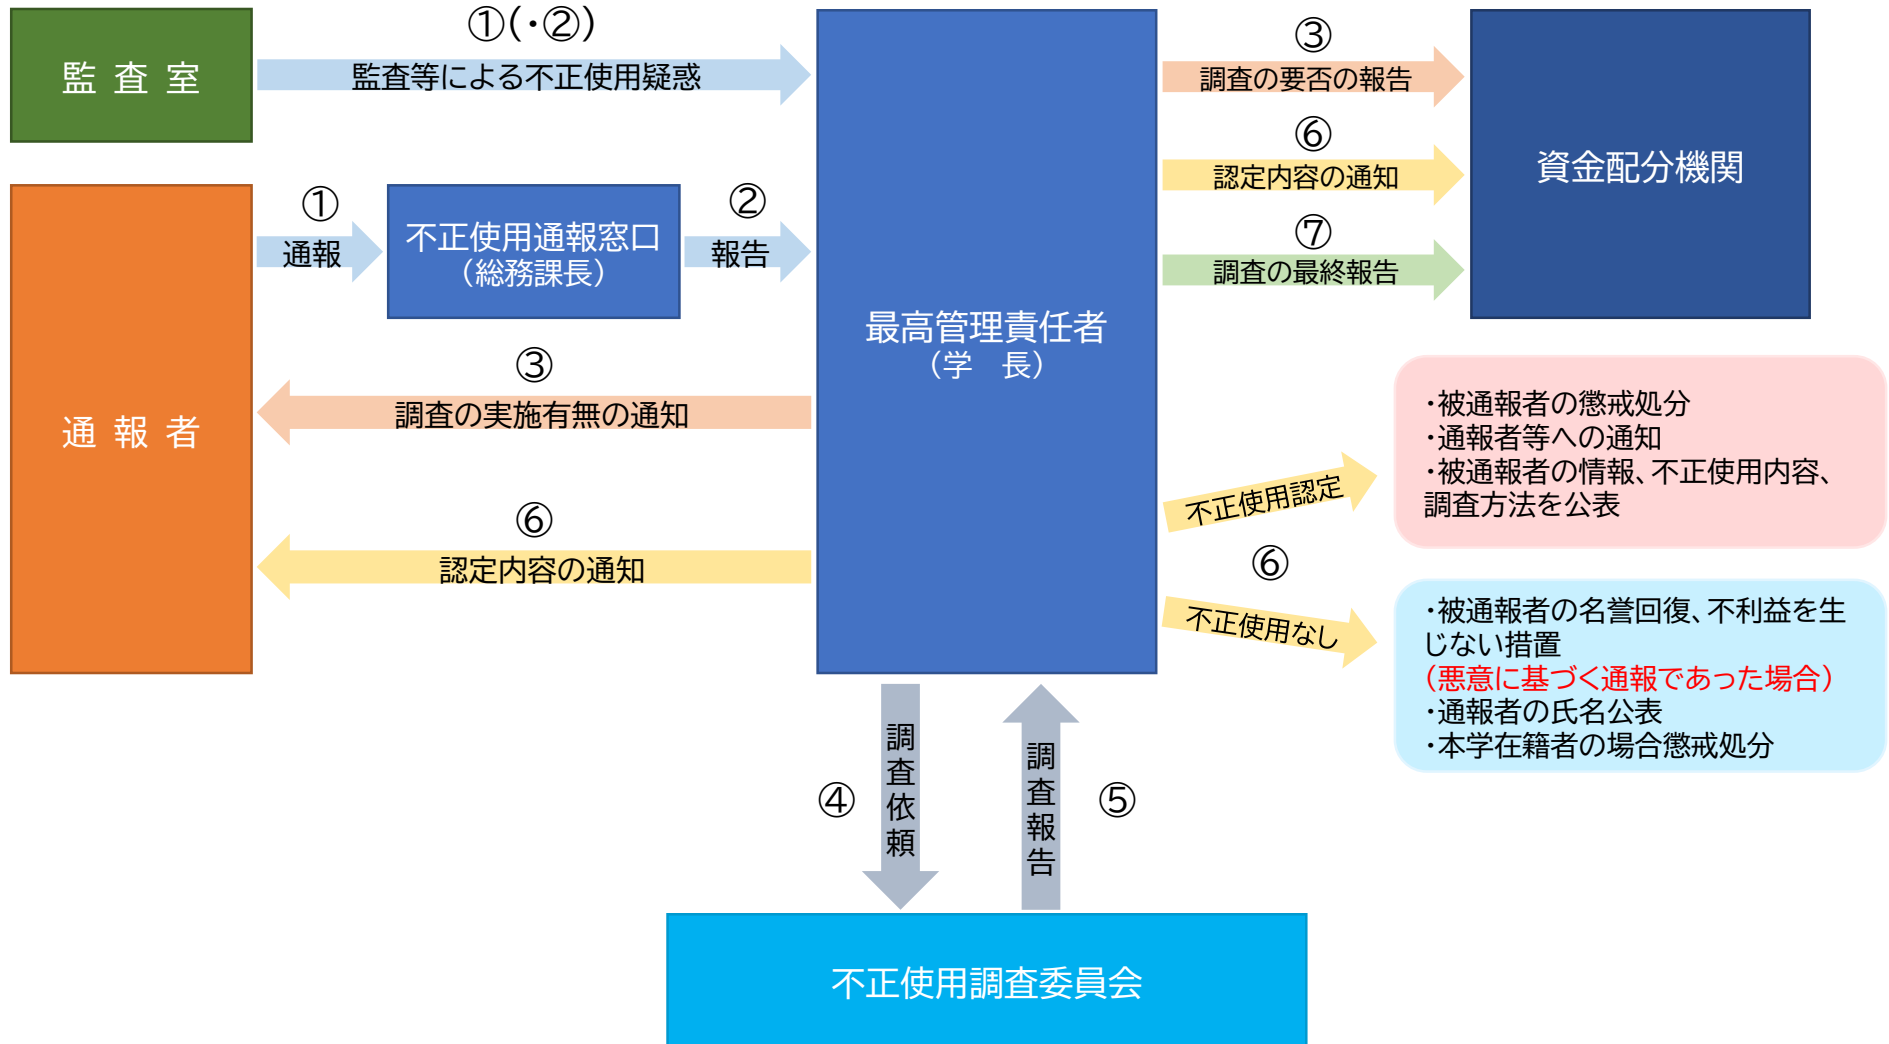 監 査 室
①(・②)
監査等による不正使用疑惑
通 報 者
①
通報
不正使用通報窓口
（総務課長）
②
報告
③
調査の実施有無の通知
⑥
認定内容の通知
最高管理責任者
（学　長）
③
調査の要否の報告
⑥
認定内容の通知
⑦
調査の最終報告
資金配分機関
不正使用認定
・被通報者の懲戒処分
・通報者等への通知
・被通報者の情報、不正使用内容、
調査方法を公表
⑥
不正使用なし
・被通報者の名誉回復、不利益を生
じない措置
（悪意に基づく通報であった場合）
・通報者の氏名公表
・本学在籍者の場合懲戒処分
④
調査依頼
調査報告
⑤
不正使用調査委員会